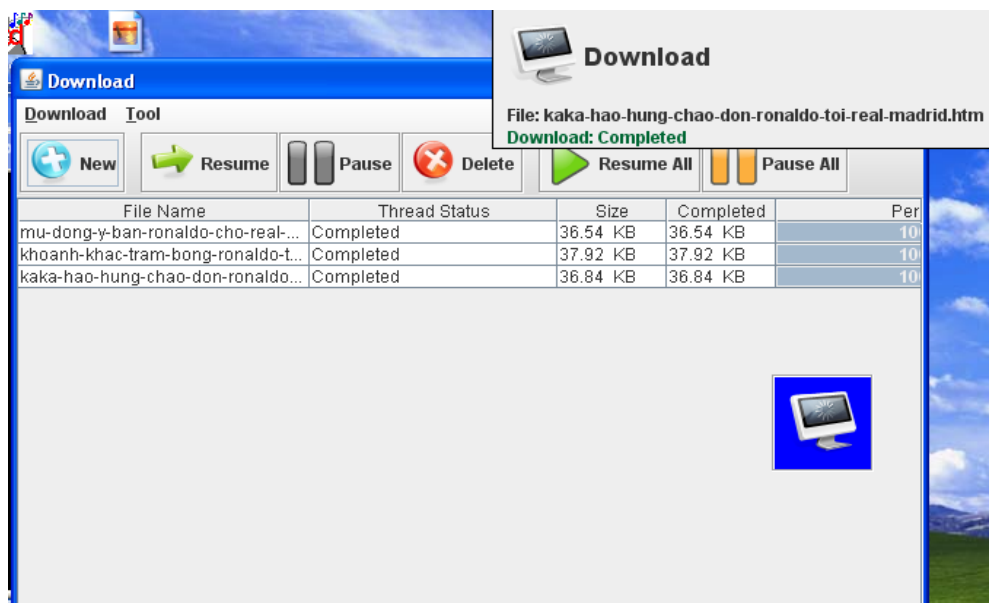 Download
File: kaka-hao-hung-chao-don-ronaldo-toi-real-madrid.htm
Download: Completed
Download
Download Tool
New Resume Pause Delete Resume All Pause All
File Name Thread Status Size Completed Per
mu-dong-y-ban-ronaldo-cho-real-... Completed 36.54 KB 36.54 KB 10
khoanh-khac-tram-bong-ronaldo-t... Completed 37.92 KB 37.92 KB 10
kaka-hao-hung-chao-don-ronaldo... Completed 36.84 KB 36.84 KB 10